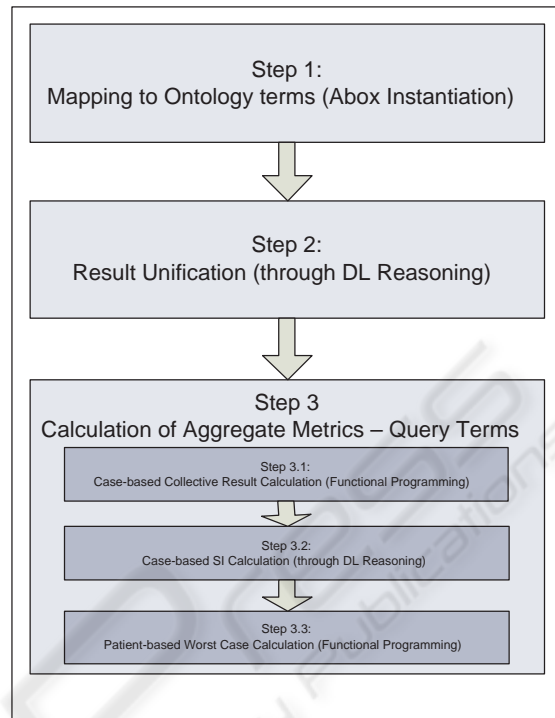 Step 1:
Mapping to Ontology terms (Abox Instantiation)
Step 2:
Result Unification (through DL Reasoning)
Step 3
Calculation of Aggregate Metrics – Query Terms
Step 3.1:
Case-based Collective Result Calculation (Functional Programming)
Step 3.2:
Case-based SI Calculation (through DL Reasoning)
Step 3.3:
Patient-based Worst Case Calculation (Functional Programming)
Publications